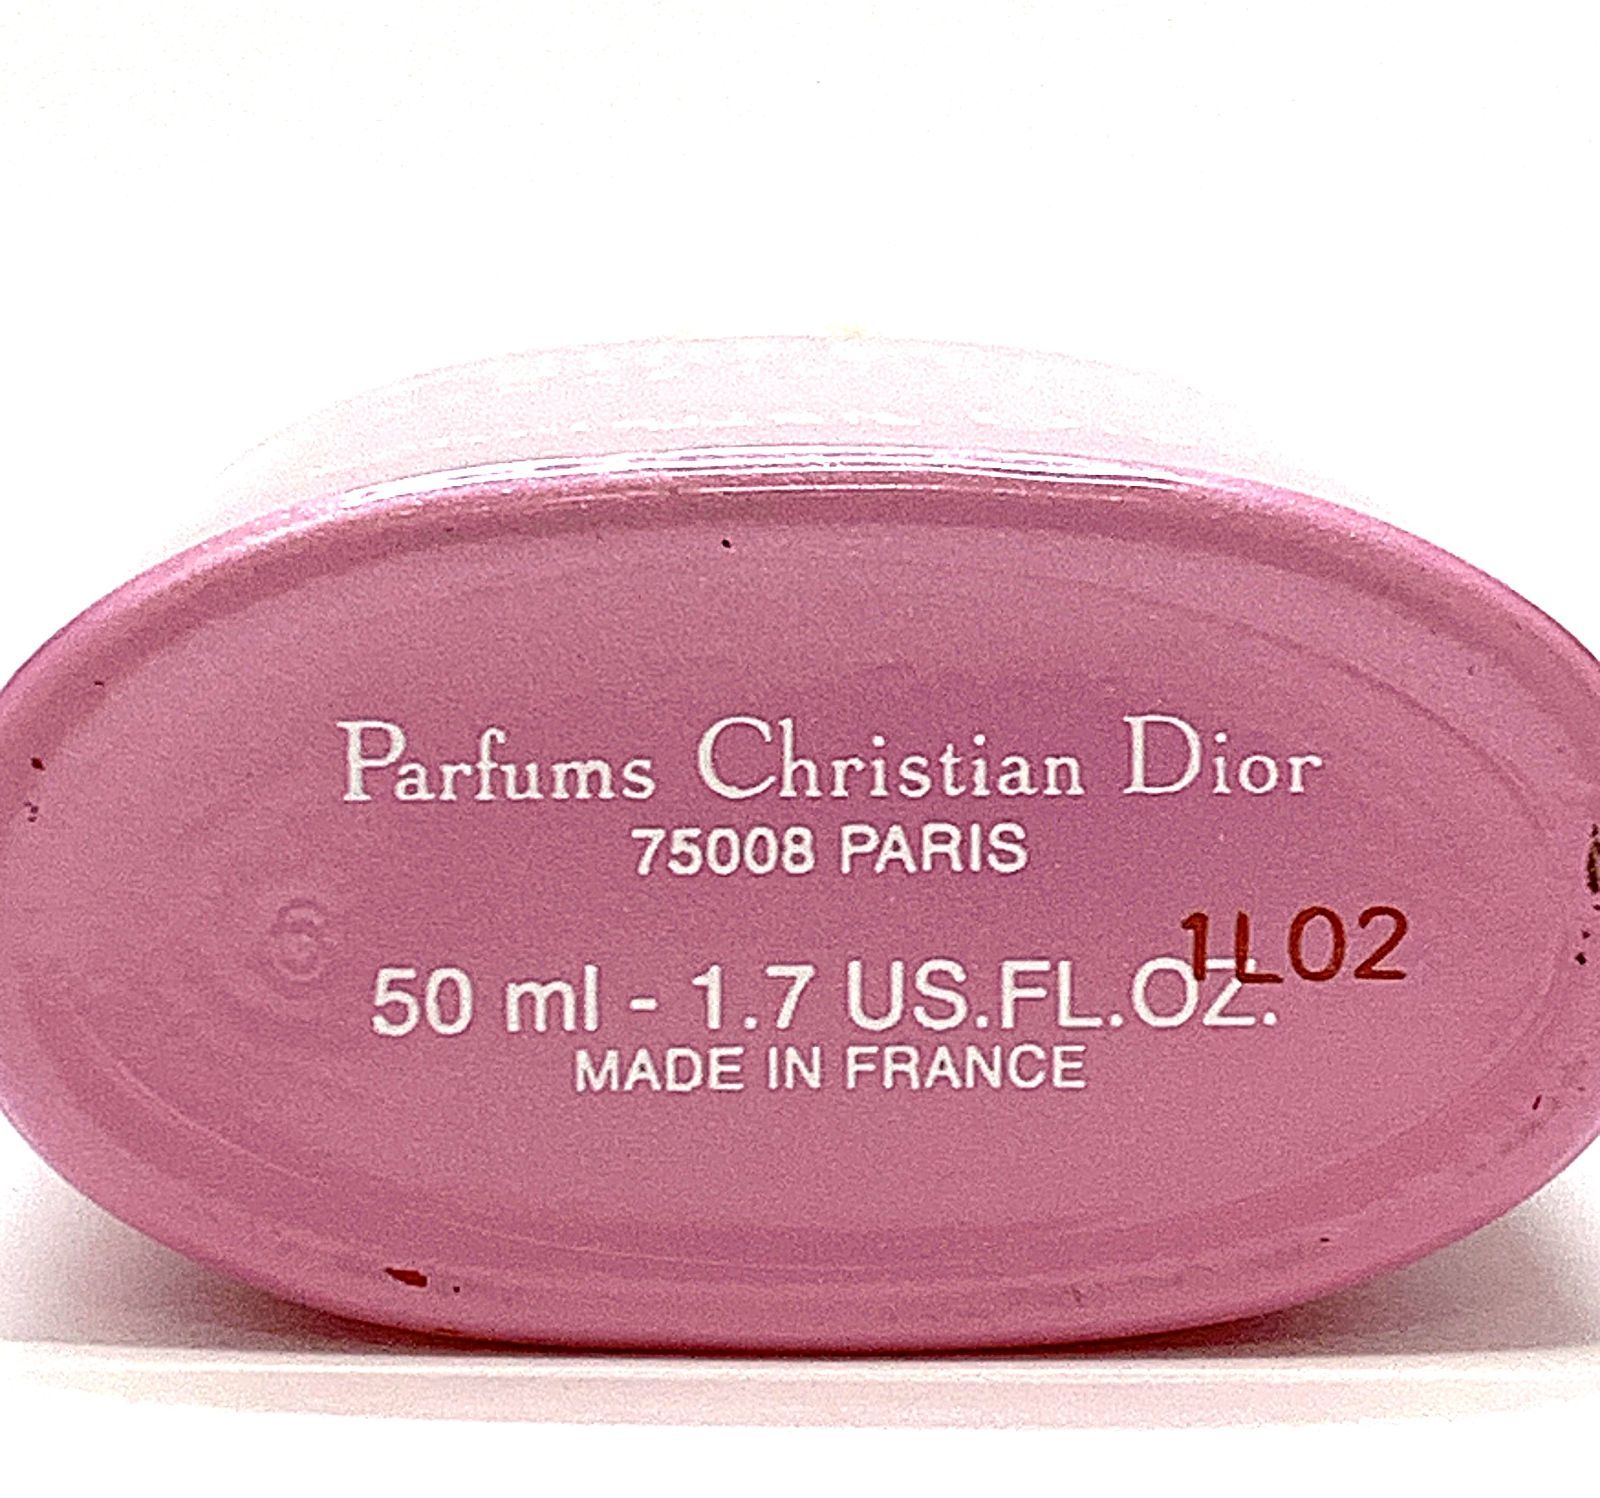 Parfums Christian Dior
75008 PARIS
1L02
50 ml - 1.7 US.FL.OZ.
MADE IN FRANCE